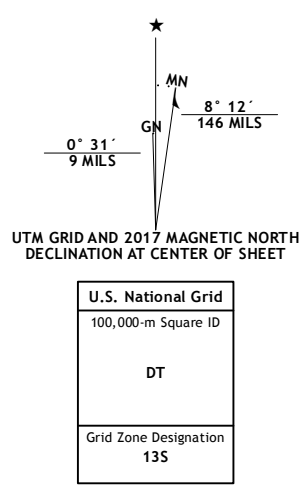 ★
MN
GN
8° 12´
146 MILS
0° 31´
9 MILS
UTM GRID AND 2017 MAGNETIC NORTH
DECLINATION AT CENTER OF SHEET
U.S. National Grid
100,000-m Square ID
DT
Grid Zone Designation
13S